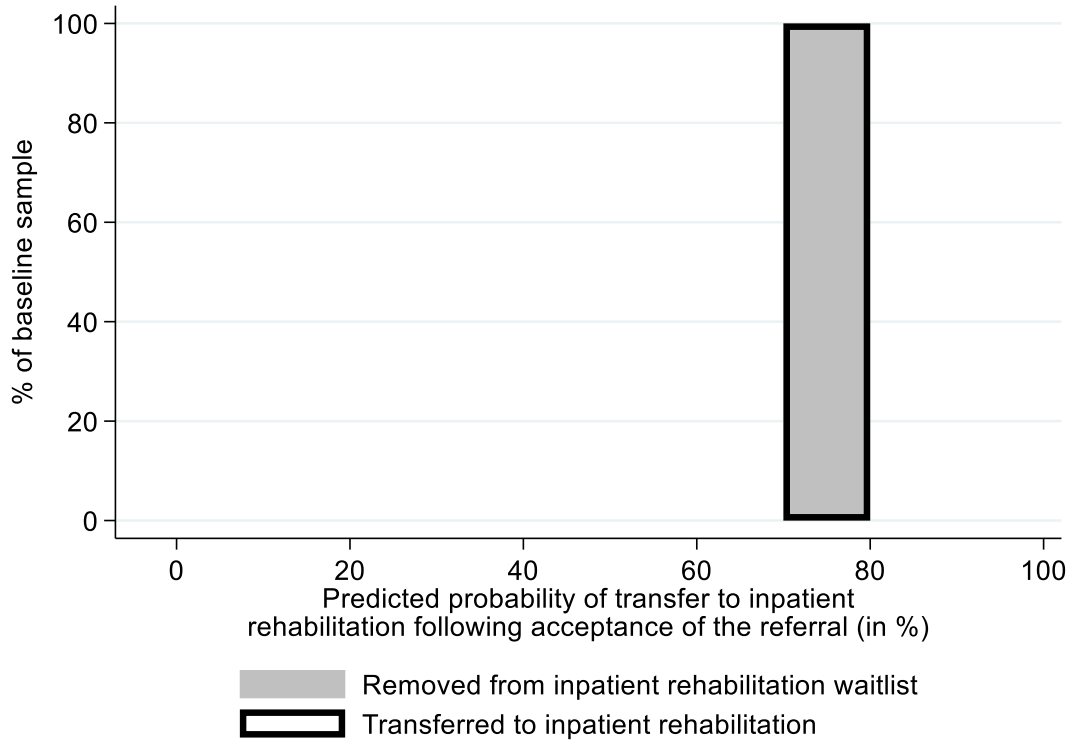 % of baseline sample
100
80
60
40
20
0
0 20 40 60 80 100
Predicted probability of transfer to inpatient
rehabilitation following acceptance of the referral (in %)
Removed from inpatient rehabilitation waitlist
Transferred to inpatient rehabilitation